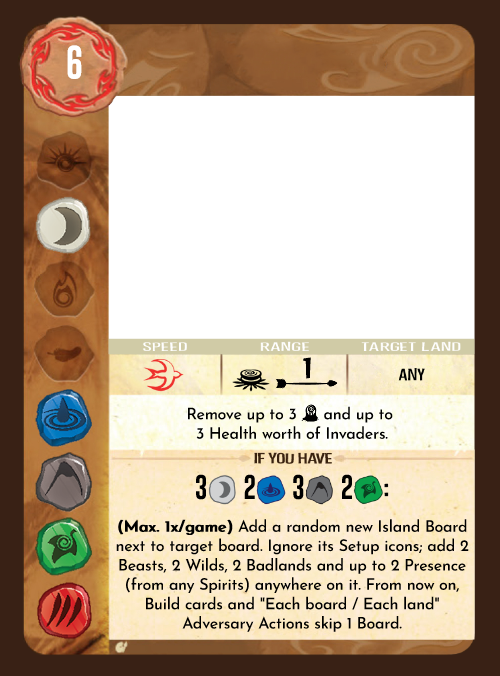 6
SPEED RANGE TARGET LAND
1 ANY
Remove up to 3 and up to
3 Health worth of Invaders.
IF YOU HAVE
3 2 3 2 :
(Max. 1x/game) Add a random new Island Board
next to target board. Ignore its Setup icons; add 2
Beasts, 2 Wilds, 2 Badlands and up to 2 Presence
(from any Spirits) anywhere on it. From now on,
Build cards and "Each board / Each land"
Adversary Actions skip 1 Board.